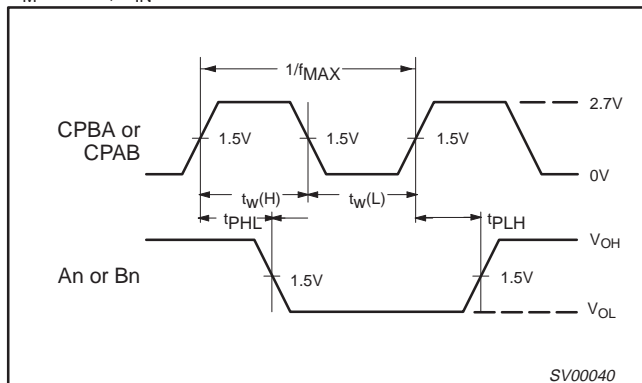 M IN
1/fMAX
2.7V
CPBA or
CPAB
1.5V 1.5V 1.5V
0V
tw(H) tw(L)
tPHL tPLH
VOH
An or Bn
1.5V 1.5V
VOL
SV00040